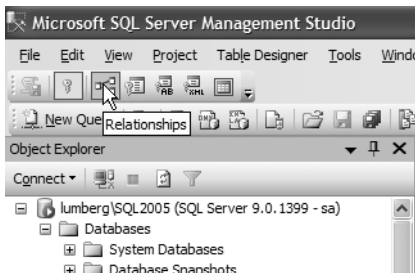 Microsoft SQL Server Management Studio
File Edit View Project Table Designer Tools
New Relationships
Object Explorer
Connect
lumberg\SQL2005 (SQL Server 9.0.1399 - sa)
Databases
System Databases
Database Snapshots